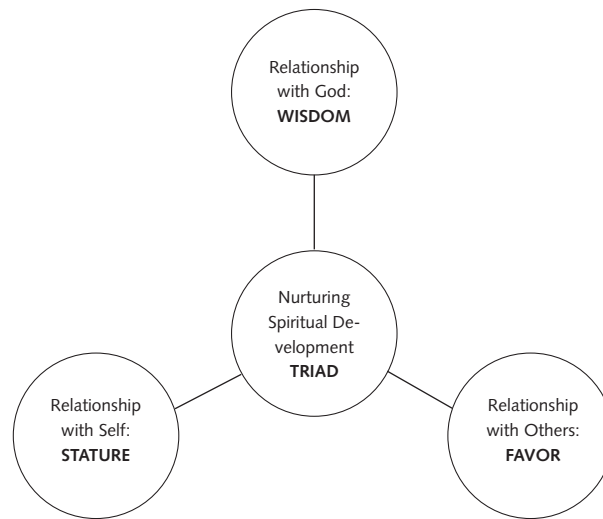 Relationship
with God:
WISDOM
Nurturing
Spiritual De-
velopment
TRIAD
Relationship
with Self:
STATURE
Relationship
with Others:
FAVOR